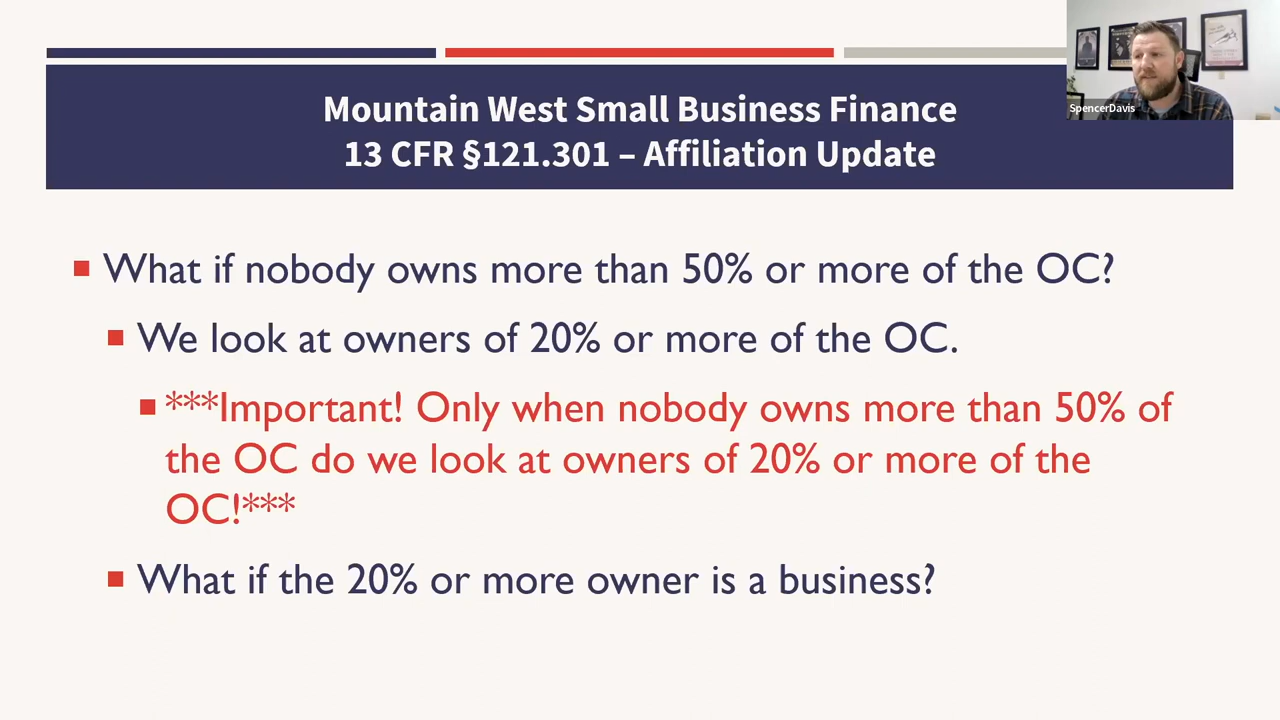 Mountain West Small Business Finance
13 CFR §121.301 – Affiliation Update
SpencerDavis
What if nobody owns more than 50% or more of the OC?
We look at owners of 20% or more of the OC.
***Important! Only when nobody owns more than 50% of
the OC do we look at owners of 20% or more of the
OC!***
What if the 20% or more owner is a business?